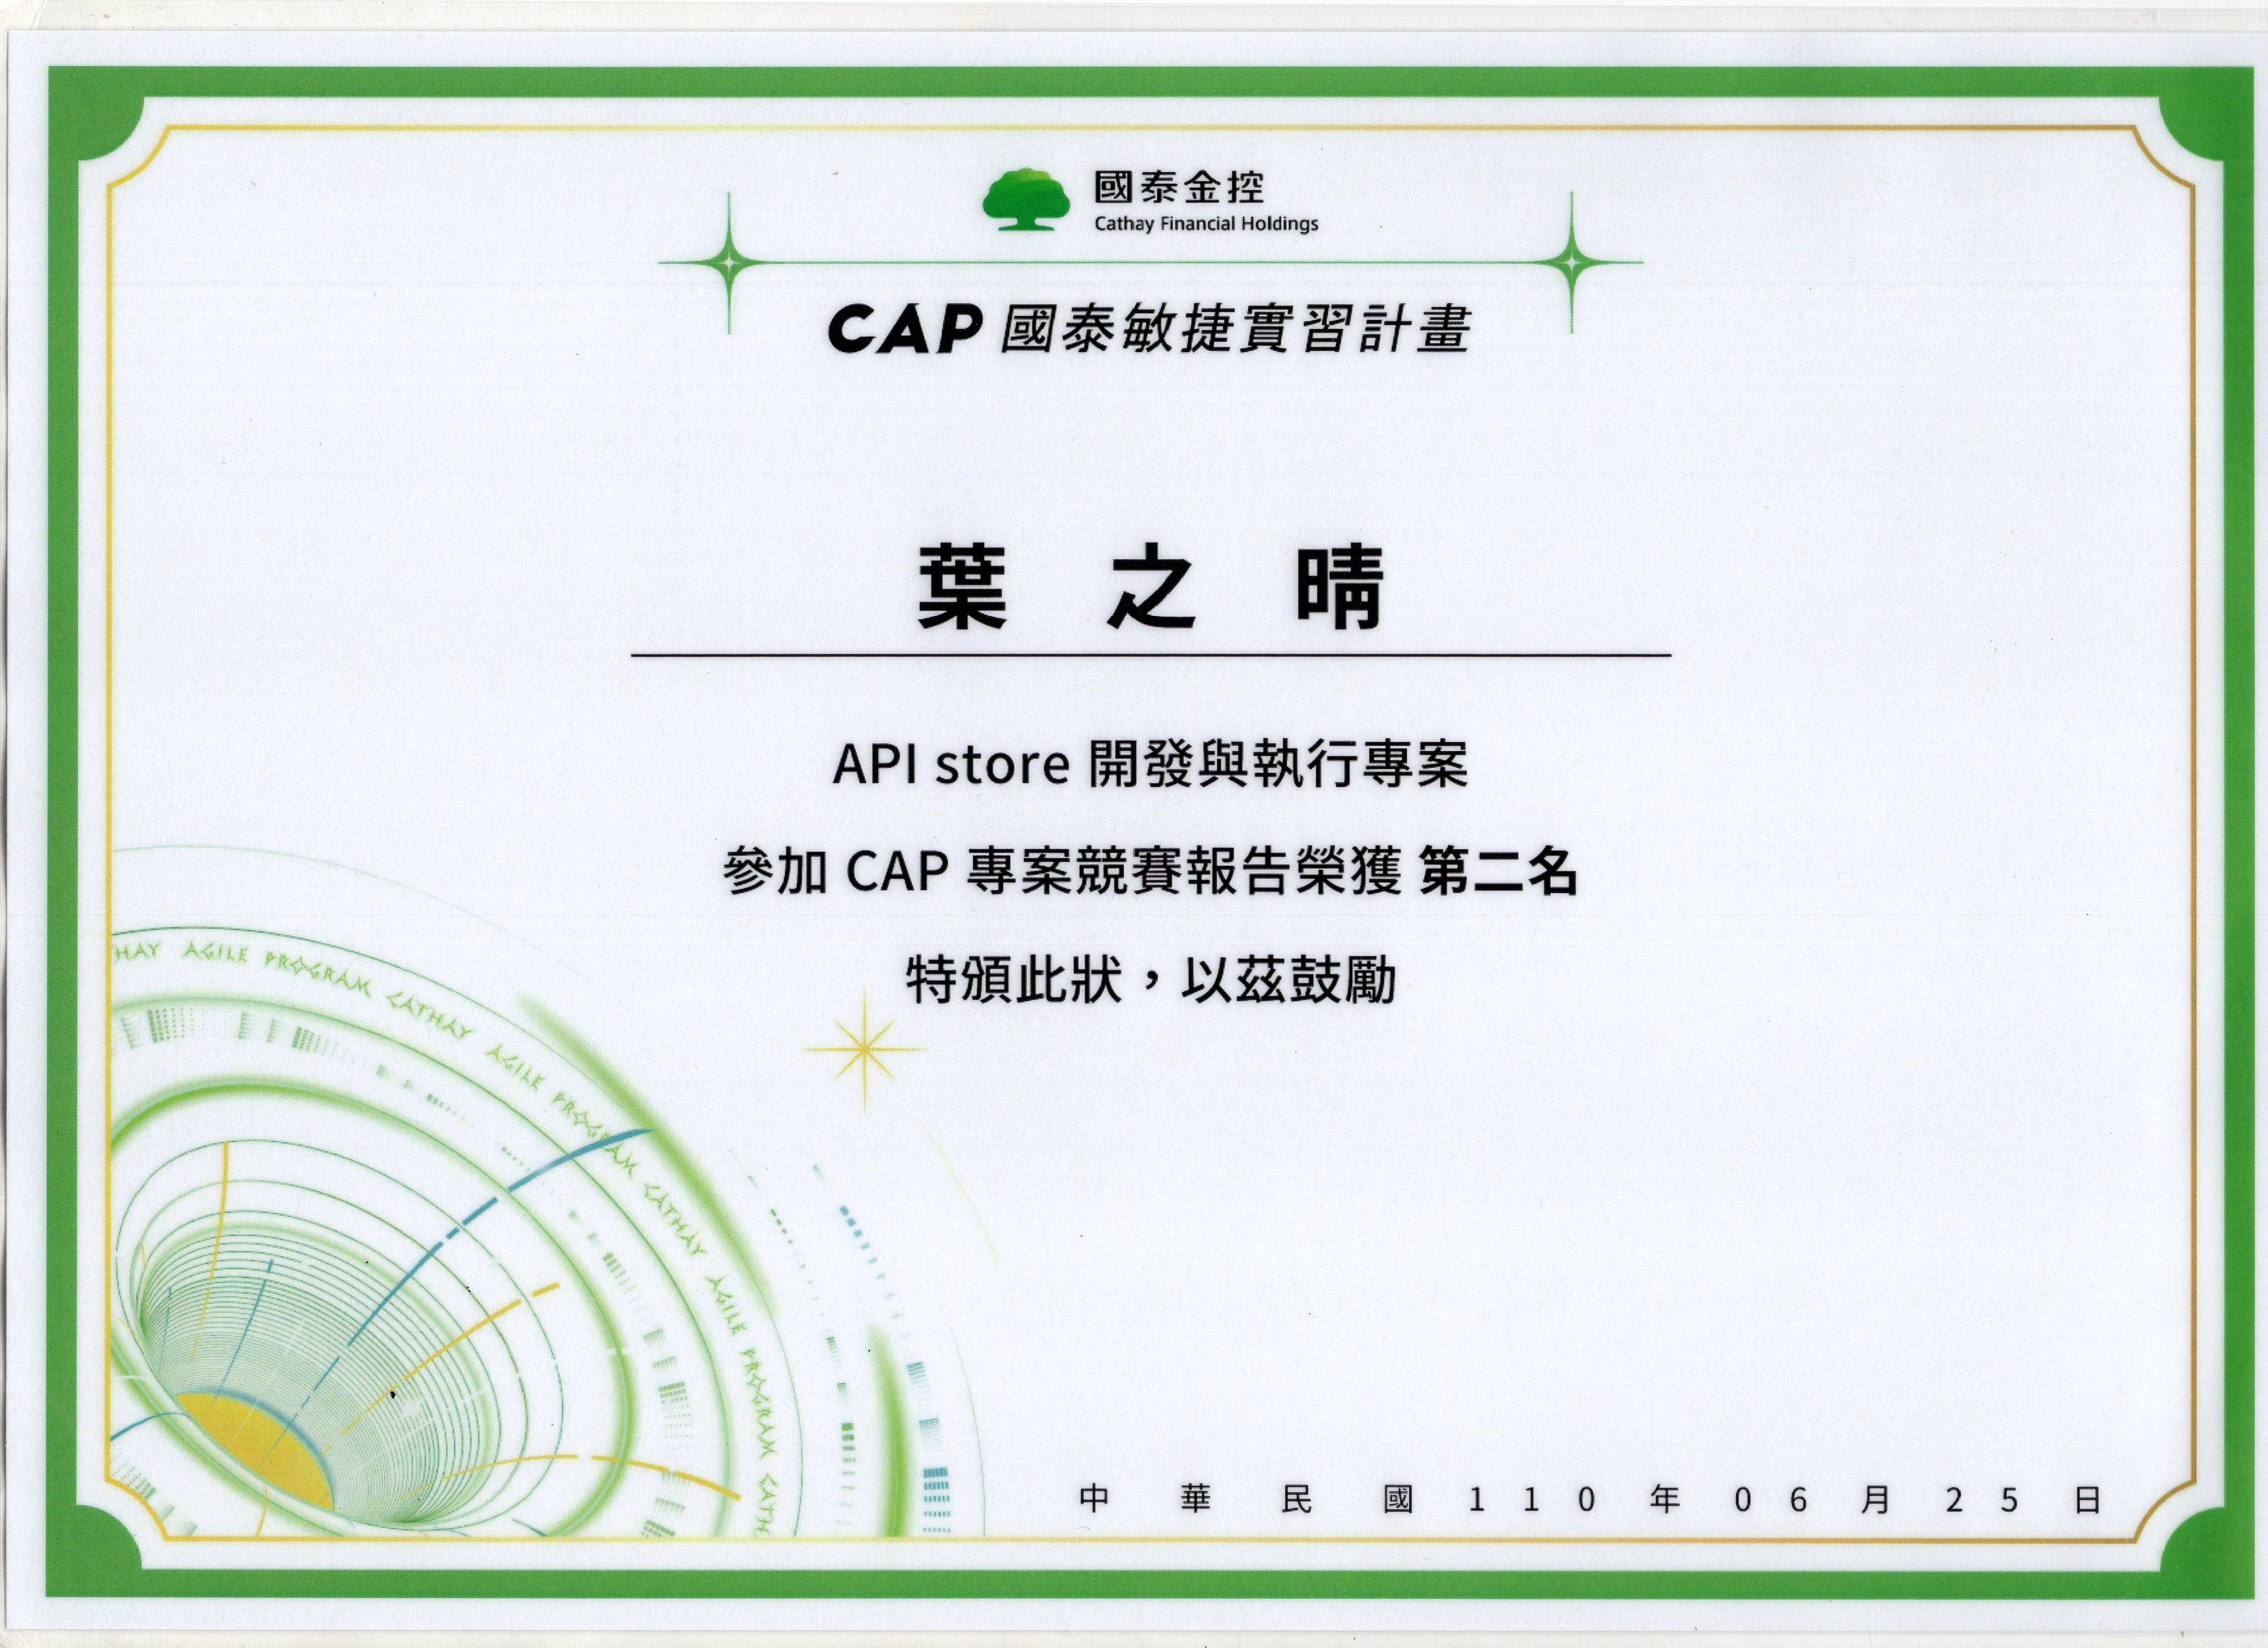 國泰金控
Cathay Financial Holdings
CAP 國泰敏捷實習計畫
葉之晴
API store 開發與執行專案
參加 CAP 專案競賽報告榮獲 第二名
特頒此狀，以茲鼓勵
HAY AGILE PROGRAM CATHAY AGILE PROGRAM CATHAY AGILE PROGRAM CATH
中華民國110年06月25日